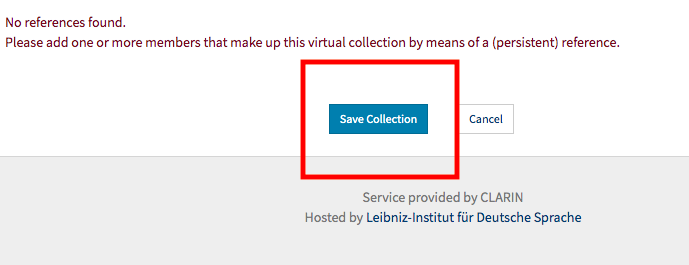 No references found.
Please add one or more members that make up this virtual collection by means of a (persistent) reference.
Save Collection
Cancel
Service provided by CLARIN
Hosted by Leibniz-Institut für Deutsche Sprache